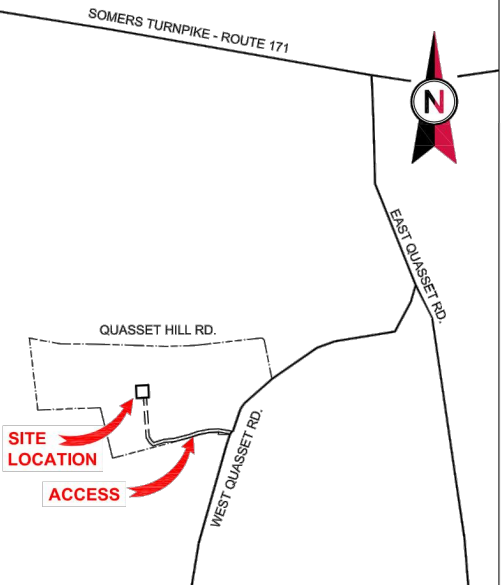 SOMERS TURNPIKE - ROUTE 171
N
EAST QUASSET RD.
QUASSET HILL RD.
SITE
LOCATION
ACCESS
WEST QUASSET RD.